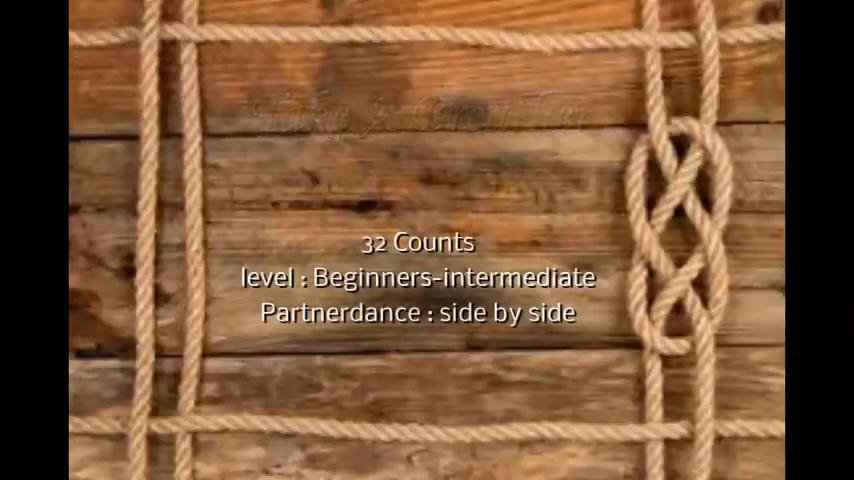 32 Counts
level : Beginners-intermediate
Partnerdance : side by side